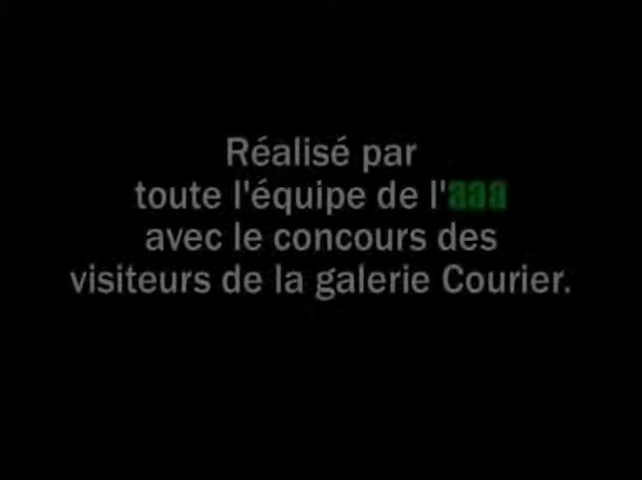 Réalisé par
toute l'équipe de l'aaa
avec le concours des
visiteurs de la galerie Courier.